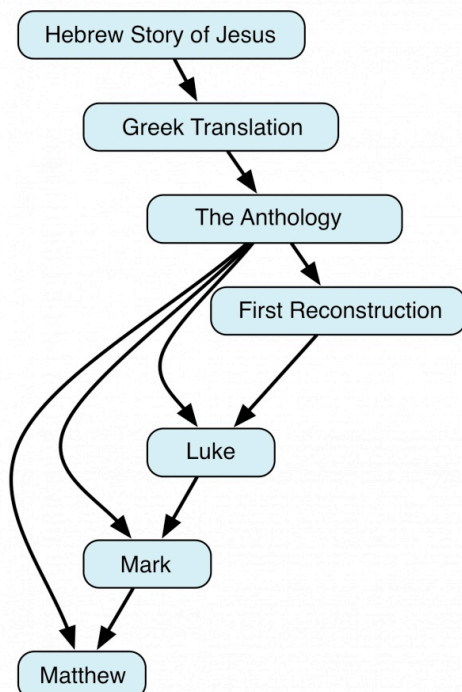 Hebrew Story of Jesus
Greek Translation
The Anthology
First Reconstruction
Luke
Mark
Matthew